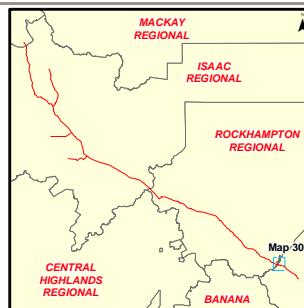 MACKAY
REGIONAL
ISAAC
REGIONAL
ROCKHAMPTON
REGIONAL
Map 30
CENTRAL
HIGHLANDS
REGIONAL
BANANA